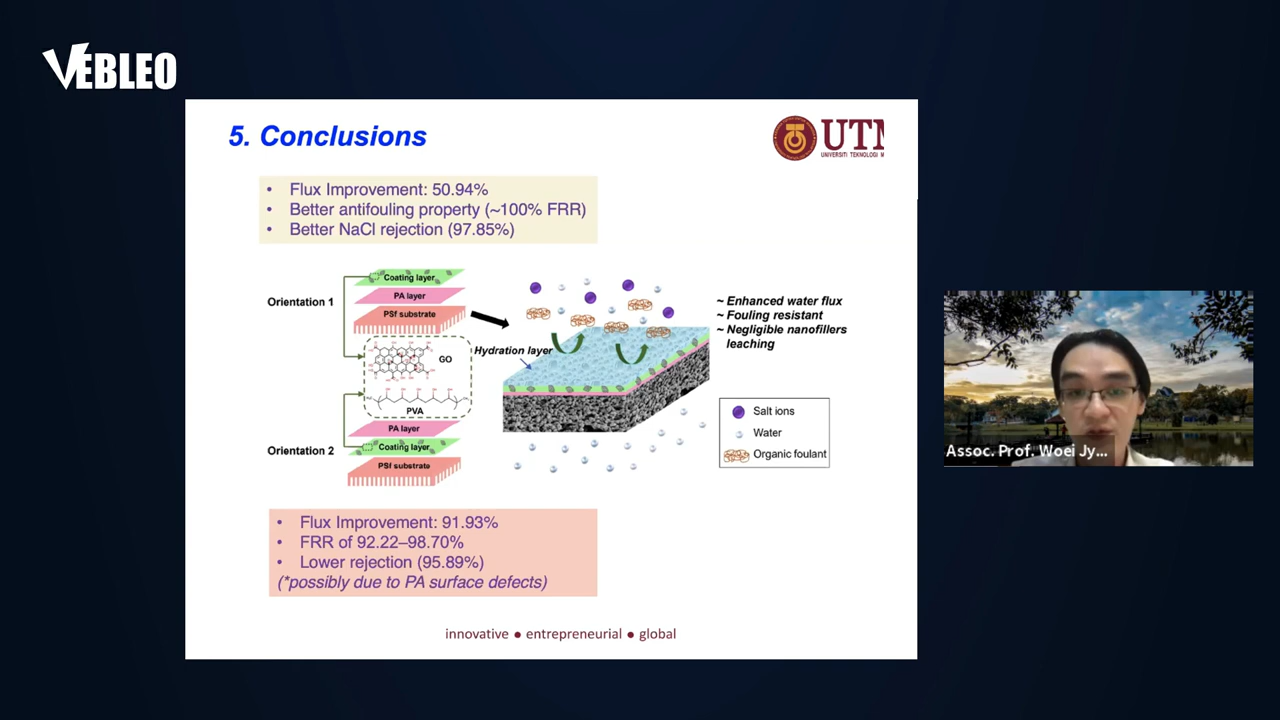 VEBLEO
5. Conclusions
UT
UNIVERSITI TEKNOLOGI M
• Flux Improvement: 50.94%
• Better antifouling property (~100% FRR)
• Better NaCl rejection (97.85%)
Orientation 1
Coating layer
PA layer
PSf substrate
GO
PVA
Orientation 2
PA layer
Coating layer
PSf substrate
Hydration layer
~ Enhanced water flux
~ Fouling resistant
~ Negligible nanofillers
leaching
Salt ions
Water
Organic foulant
• Flux Improvement: 91.93%
• FRR of 92.22–98.70%
• Lower rejection (95.89%)
(*possibly due to PA surface defects)
innovative ● entrepreneurial ● global
Assoc. Prof. Woei Jy...